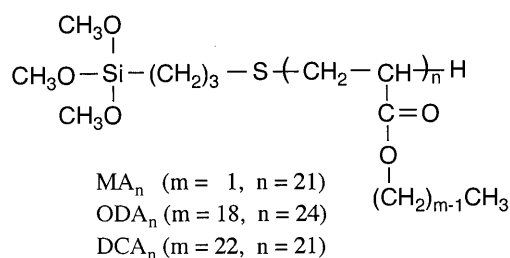 CH₃O
CH₃O—Si—(CH₂)₃—S—(CH₂—CH)ₙ—H
CH₃O
C=O
O
(CH₂)ₘ₋₁CH₃
MAₙ (m = 1, n = 21)
ODAₙ (m = 18, n = 24)
DCAₙ (m = 22, n = 21)